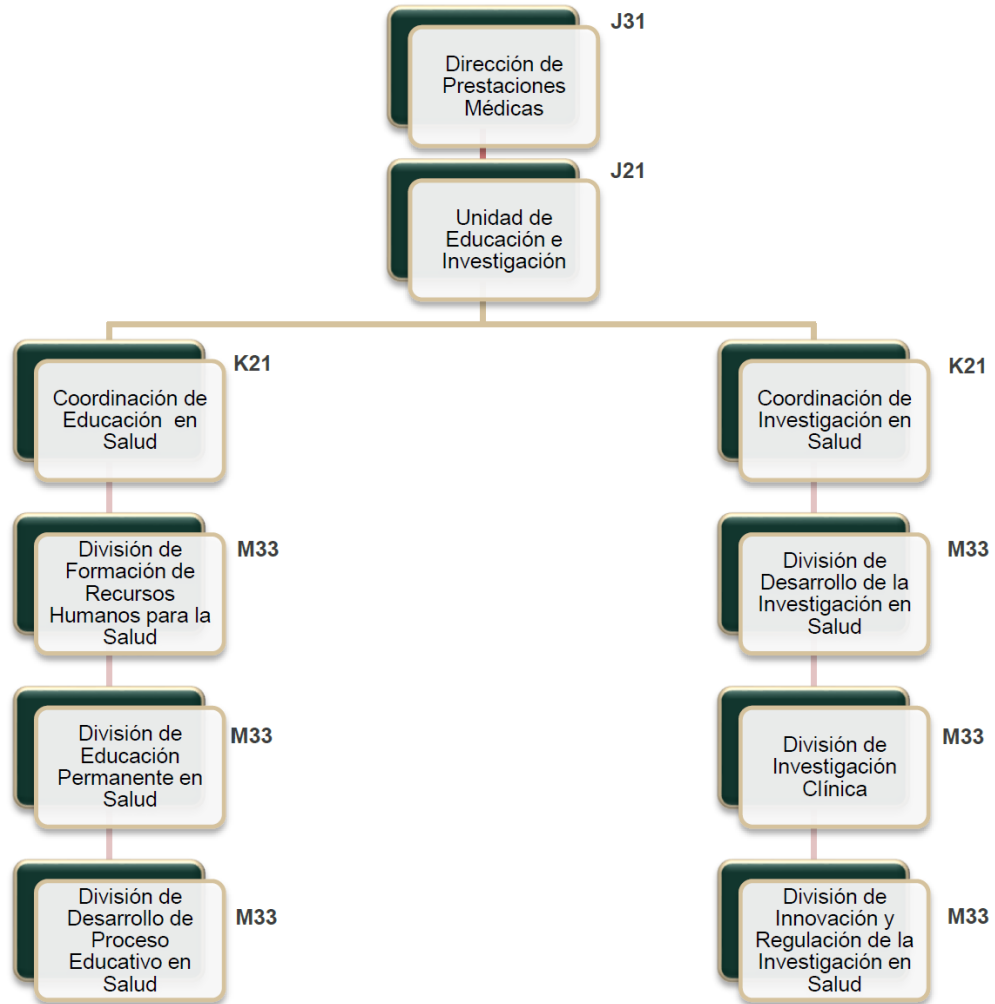 J31
Dirección de
Prestaciones
Médicas
J21
Unidad de
Educación e
Investigación
K21
Coordinación de
Educación en
Salud
K21
Coordinación de
Investigación en
Salud
M33
División de
Formación de
Recursos
Humanos para la
Salud
M33
División de
Desarrollo de la
Investigación en
Salud
M33
División de
Educación
Permanente en
Salud
M33
División de
Investigación
Clínica
M33
División de
Desarrollo de
Proceso
Educativo en
Salud
M33
División de
Innovación y
Regulación de la
Investigación en
Salud